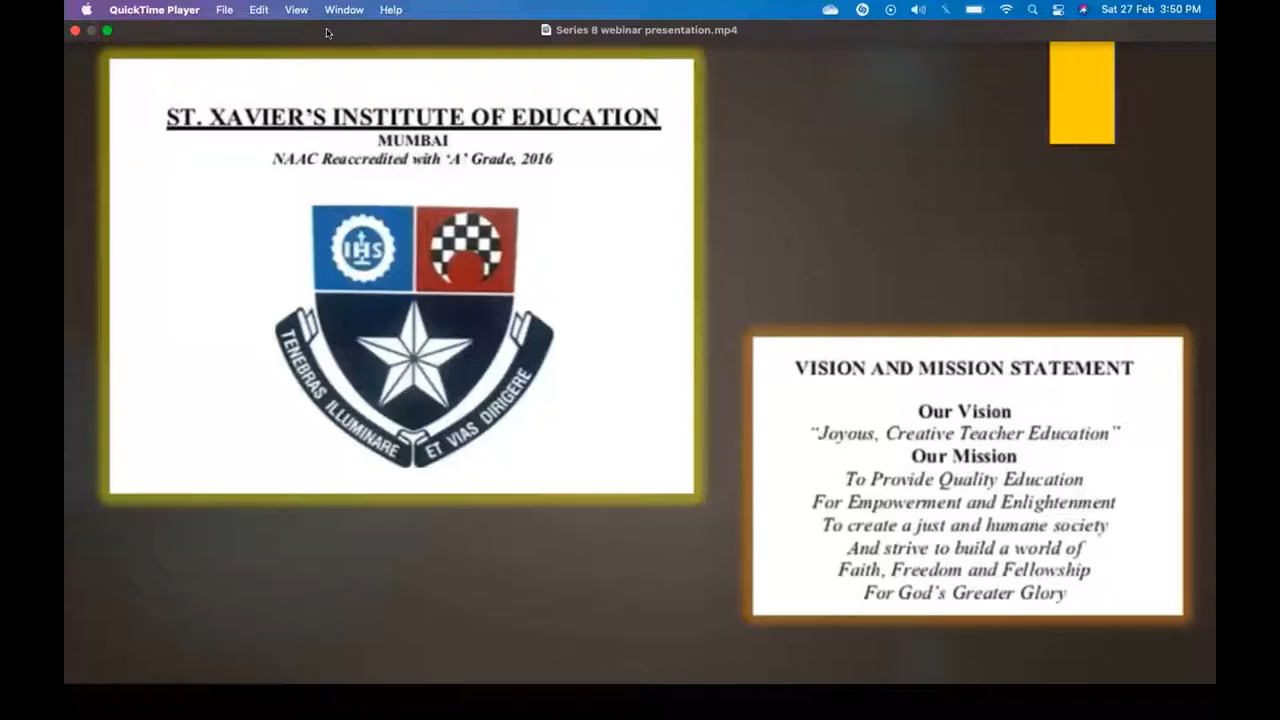 QuickTime Player File Edit View Window Help Sat 27 Feb 3:50 PM
Series 8 webinar presentation.mp4
ST. XAVIER'S INSTITUTE OF EDUCATION
MUMBAI
NAAC Reaccredited with 'A' Grade, 2016
IHS
TENEBRAS ILLUMINARE
ET VIAS DIRIGERE
VISION AND MISSION STATEMENT
Our Vision
"Joyous, Creative Teacher Education"
Our Mission
To Provide Quality Education
For Empowerment and Enlightenment
To create a just and humane society
And strive to build a world of
Faith, Freedom and Fellowship
For God's Greater Glory